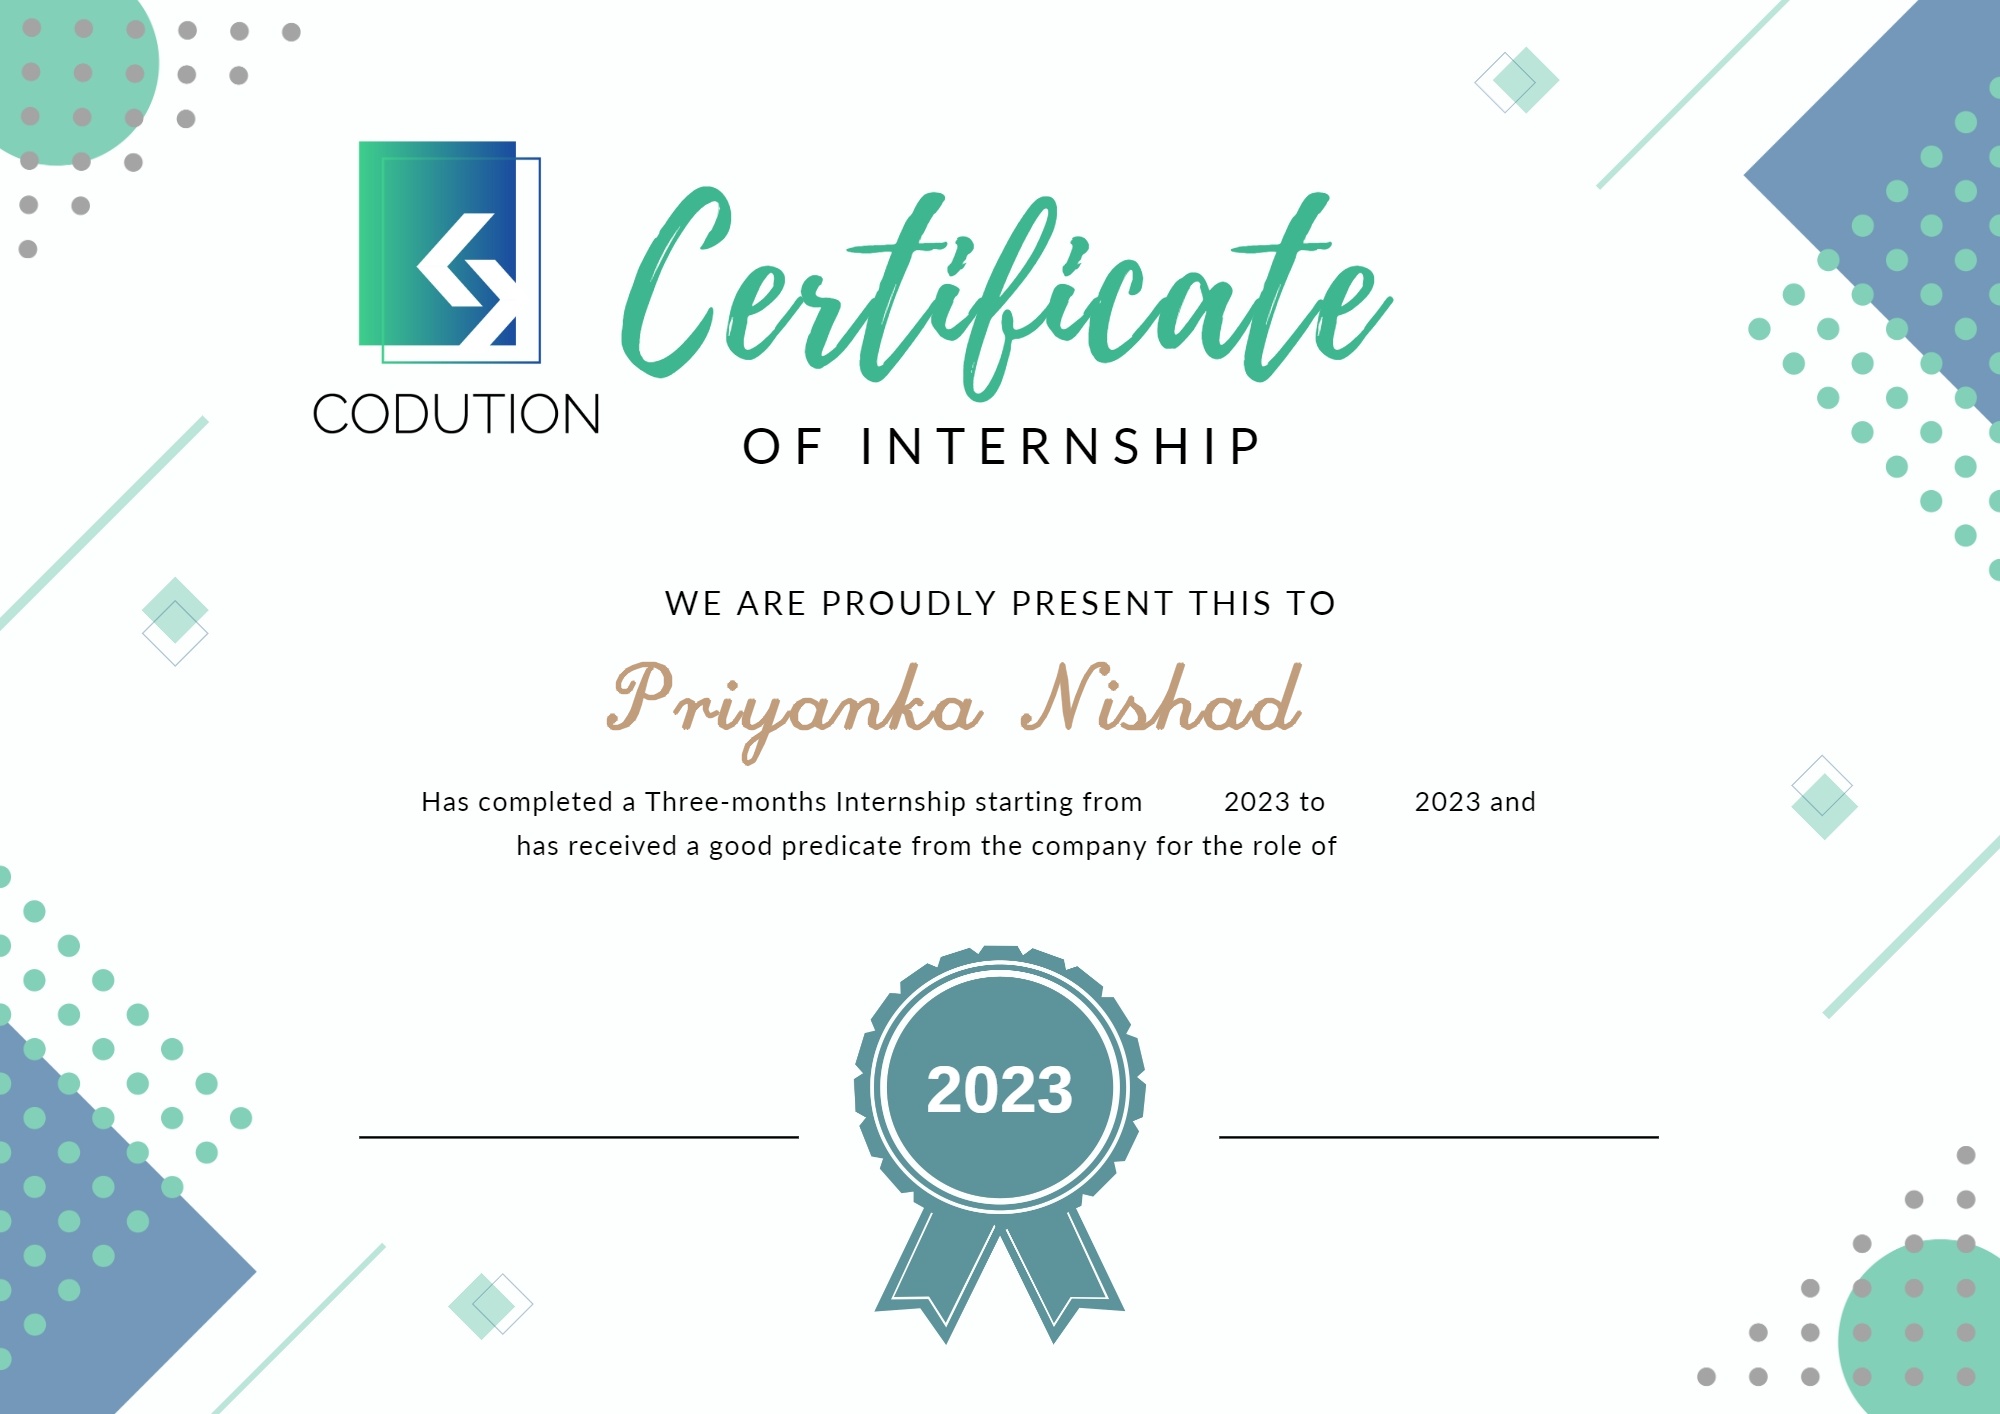 CODUTION
Certificate
OF INTERNSHIP
WE ARE PROUDLY PRESENT THIS TO
Priyanka Nishad
Has completed a Three-months Internship starting from 2023 to 2023 and
has received a good predicate from the company for the role of
2023